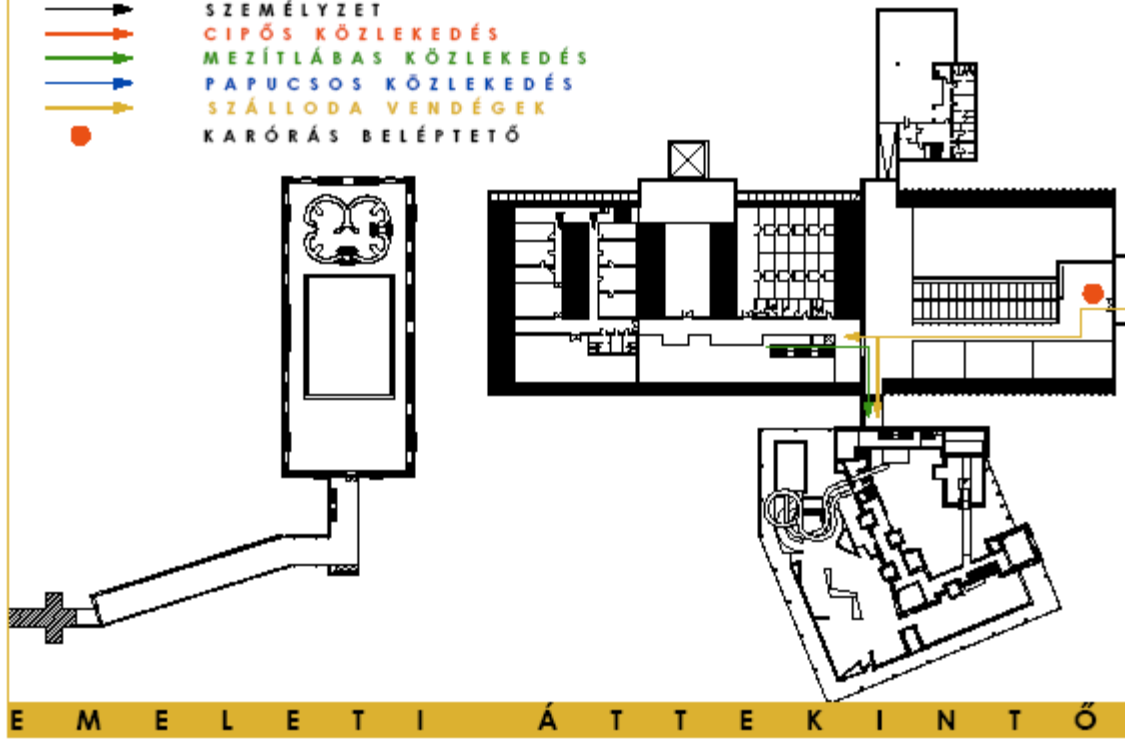 SZEMÉLYZET
CIPŐS KÖZLEKEDÉS
MEZÍTLÁBAS KÖZLEKEDÉS
PAPUCSOS KÖZLEKEDÉS
SZÁLLODA VENDÉGEK
KARÓRÁS BELÉPTETŐ
EMELETI ÁTTEKINTŐ